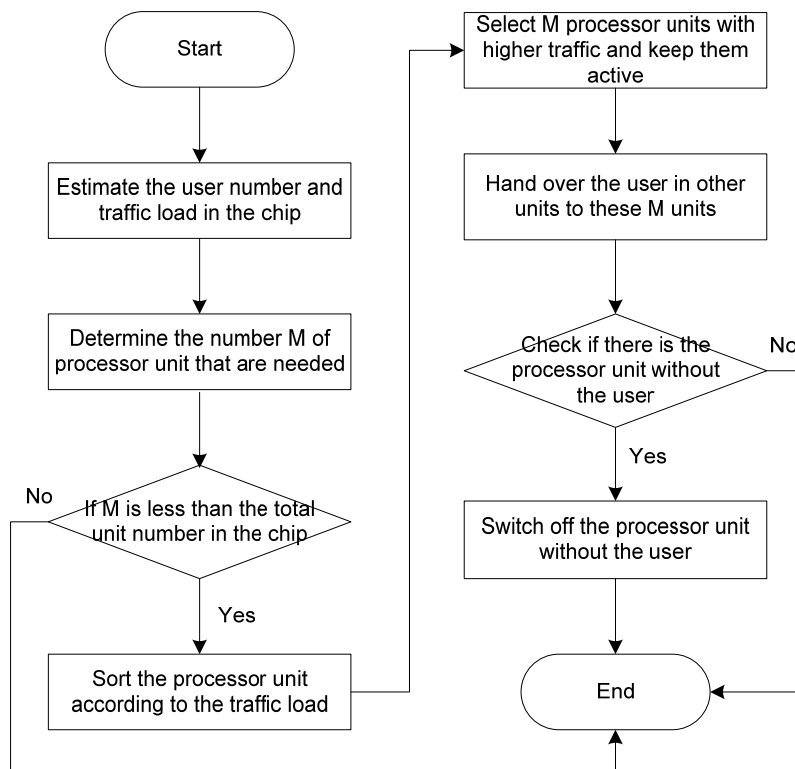 Start
Estimate the user number and
traffic load in the chip
Determine the number M of
processor unit that are needed
If M is less than the total
unit number in the chip
No
Yes
Sort the processor unit
according to the traffic load
Select M processor units with
higher traffic and keep them
active
Hand over the user in other
units to these M units
Check if there is the
processor unit without
the user
No
Yes
Switch off the processor unit
without the user
End